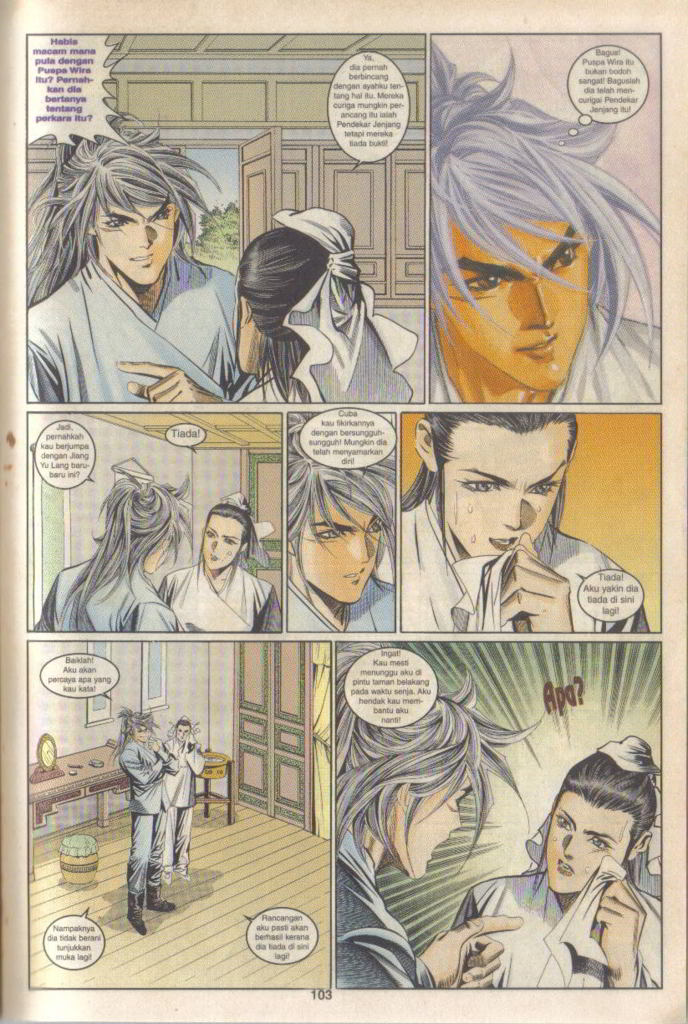 Habis
macam mana
pula dengan
Puspa Wira
itu? Pernah-
kan dia
bertanya
tentang
perkara itu?
Ya,
dia pernah
berbincang
dengan ayahku ten-
tang hal itu. Mereka
curiga mungkin per-
ancang itu ialah
Pendekar Jenjang
tetapi mereka
tiada bukti!
Bagus!
Puspa Wira itu
bukan bodoh
sangat! Baguslah
dia telah men-
curigai Pendekar
Jenjang itu!
Jadi,
pernahkah
kau berjumpa
dengan Jiang
Yu Lang baru-
baru ini?
Tiada!
Cuba
kau fikirkannya
dengan bersungguh-
sungguh! Mungkin dia
telah menyamarkan
diri!
Tiada!
Aku yakin dia
tiada di sini
lagi!
Baiklah!
Aku akan
percaya apa yang
kau kata!
Nampaknya
dia tidak berani
tunjukkan
muka lagi!
Rancangan
aku pasti akan
berhasil kerana
dia tiada di sini
lagi!
Ingat!
Kau mesti
menunggu aku di
pintu taman belakang
pada waktu senja. Aku
hendak kau mem-
bantu aku
nanti!
Apa?
103